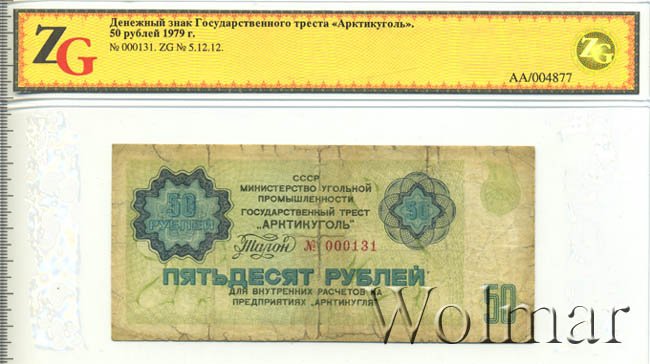 ZG
Денежный знак Государственного треста «Арктикуголь».
50 рублей 1979 г.
№ 000131. ZG № 5.12.12.
ZG
АА/004877
СССР
МИНИСТЕРСТВО УГОЛЬНОЙ
ПРОМЫШЛЕННОСТИ
ГОСУДАРСТВЕННЫЙ ТРЕСТ
„АРКТИКУГОЛЬ"
50
РУБЛЕЙ
50
Талон № 000131
ПЯТЬДЕСЯТ РУБЛЕЙ
ДЛЯ ВНУТРЕННИХ РАСЧЕТОВ НА
ПРЕДПРИЯТИЯХ „АРКТИКУГЛЯ"
50
Wolmar